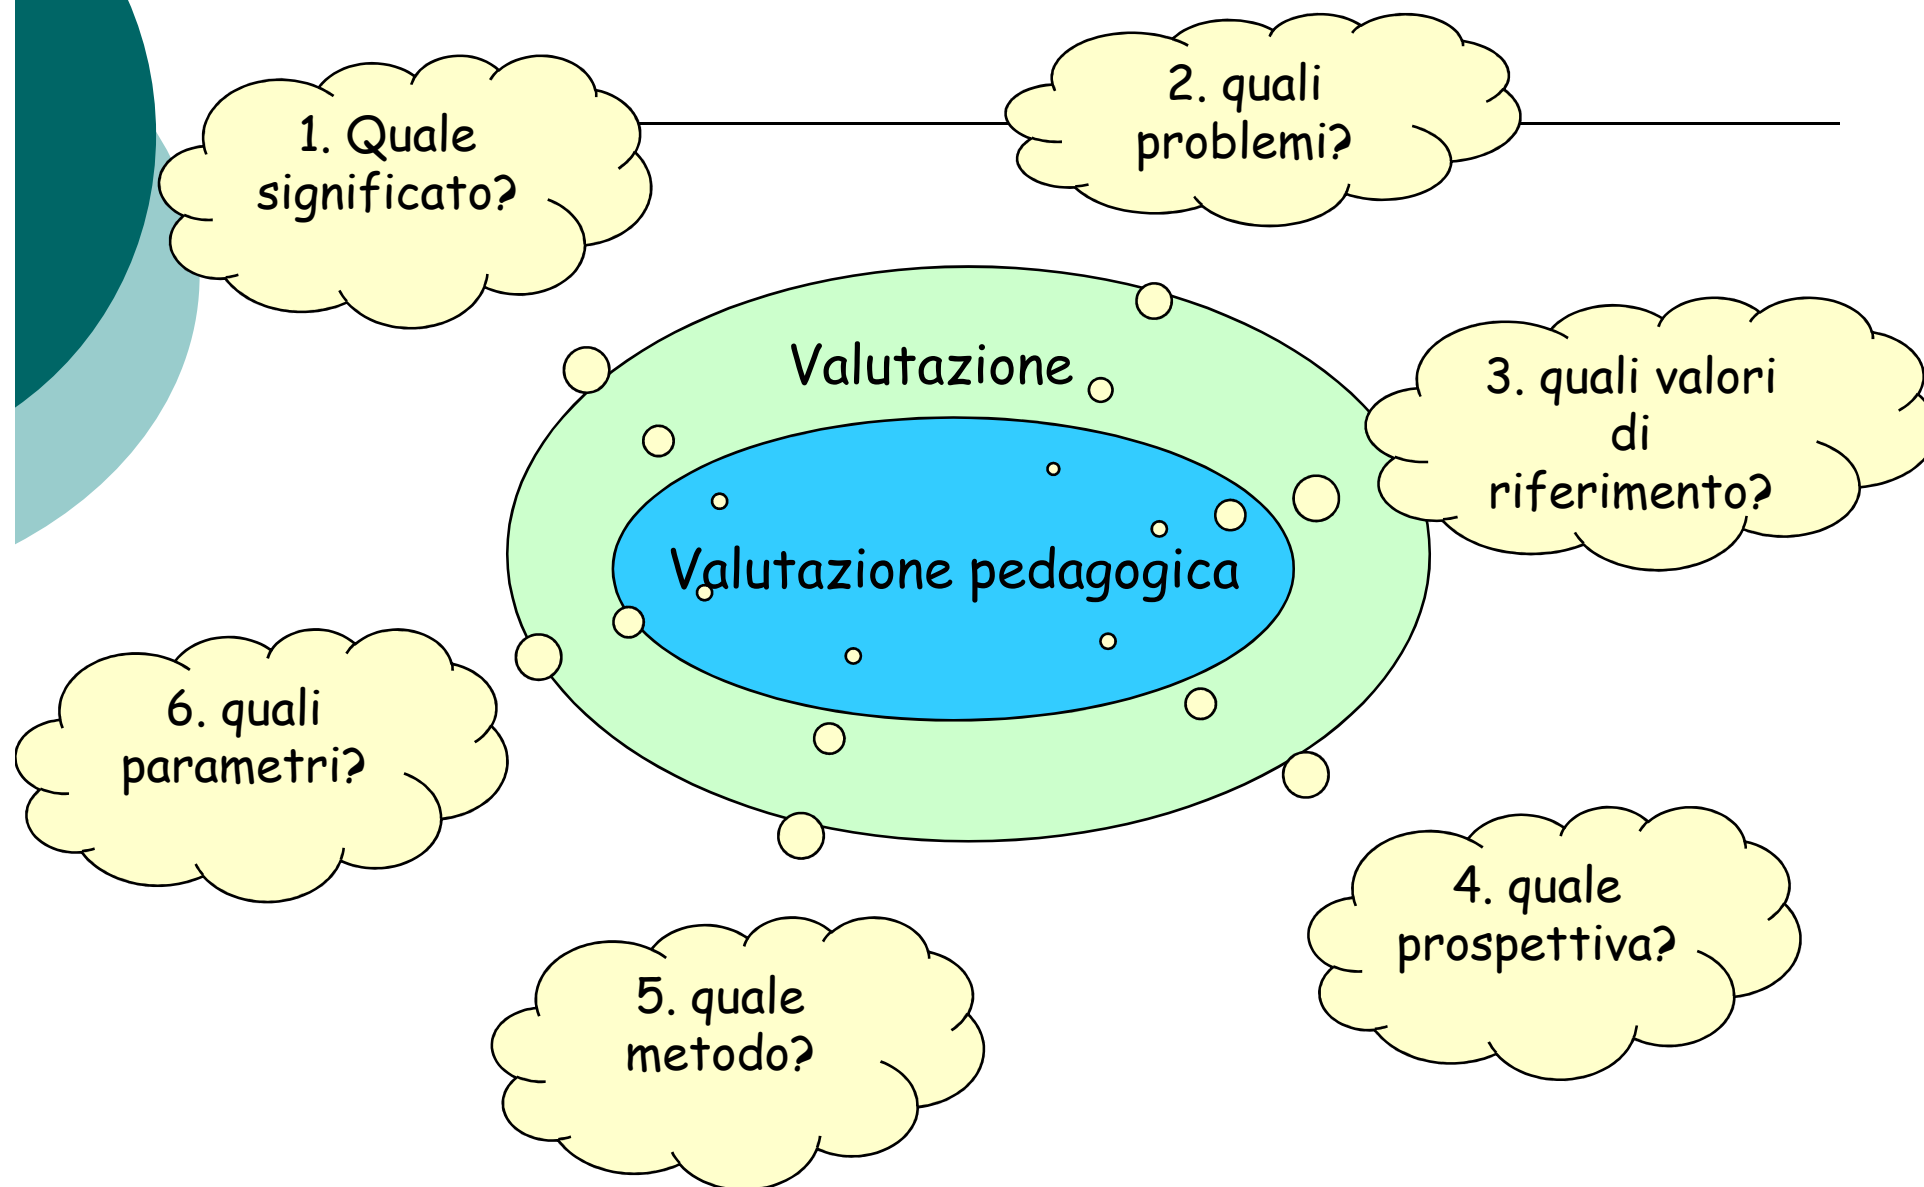 1. Quale
significato?
2. quali
problemi?
Valutazione
3. quali valori
di
riferimento?
Valutazione pedagogica
6. quali
parametri?
4. quale
prospettiva?
5. quale
metodo?